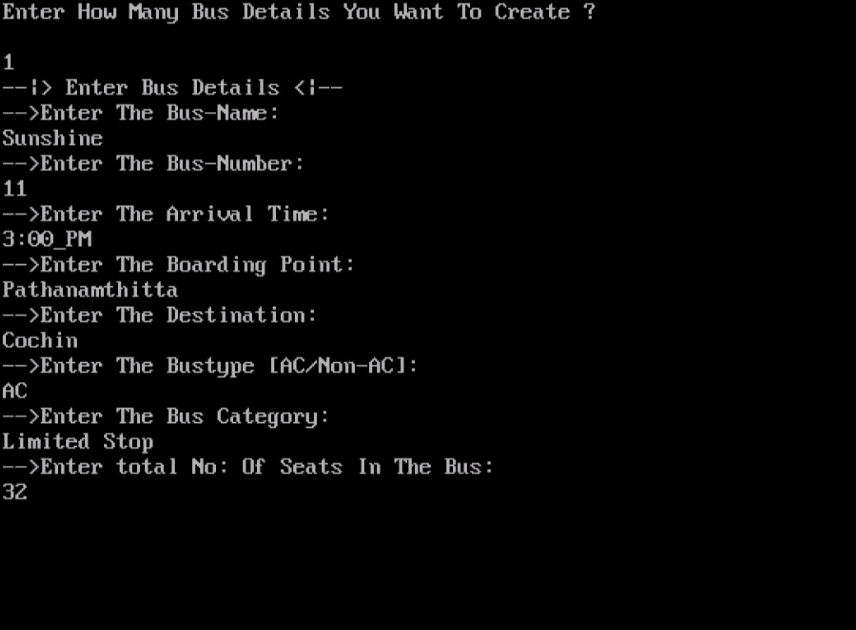 Enter How Many Bus Details You Want To Create ?
1
--|> Enter Bus Details <|--
-->Enter The Bus-Name:
Sunshine
-->Enter The Bus-Number:
11
-->Enter The Arrival Time:
3:00_PM
-->Enter The Boarding Point:
Pathanamthitta
-->Enter The Destination:
Cochin
-->Enter The Bustype [AC/Non-AC]:
AC
-->Enter The Bus Category:
Limited Stop
-->Enter total No: Of Seats In The Bus:
32